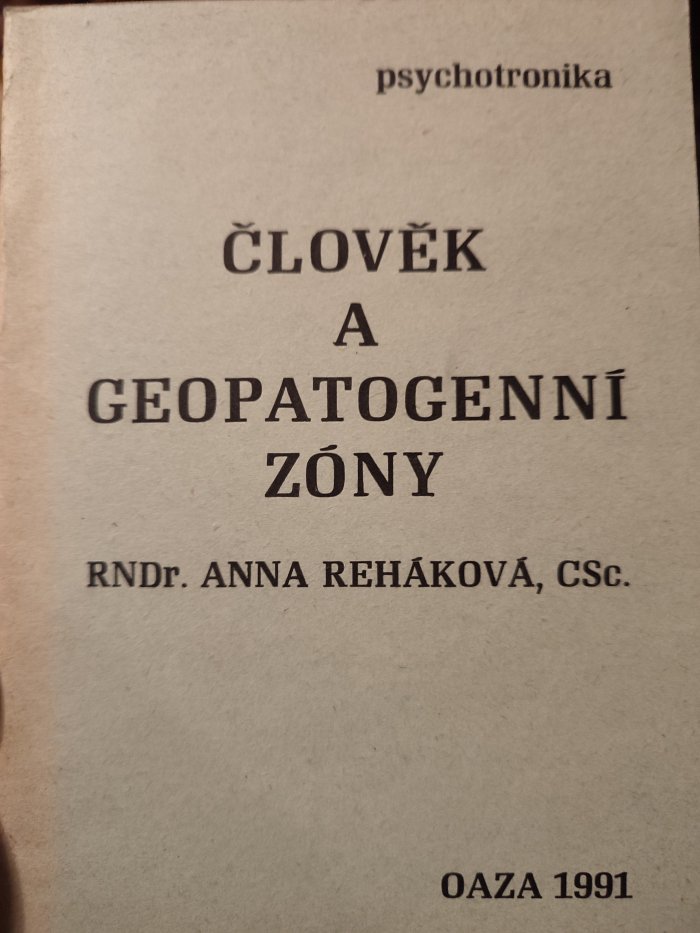 psychotronika
ČLOVĚK
A
GEOPATOGENNÍ
ZÓNY
RNDr. ANNA REHÁKOVÁ, CSc.
OAZA 1991